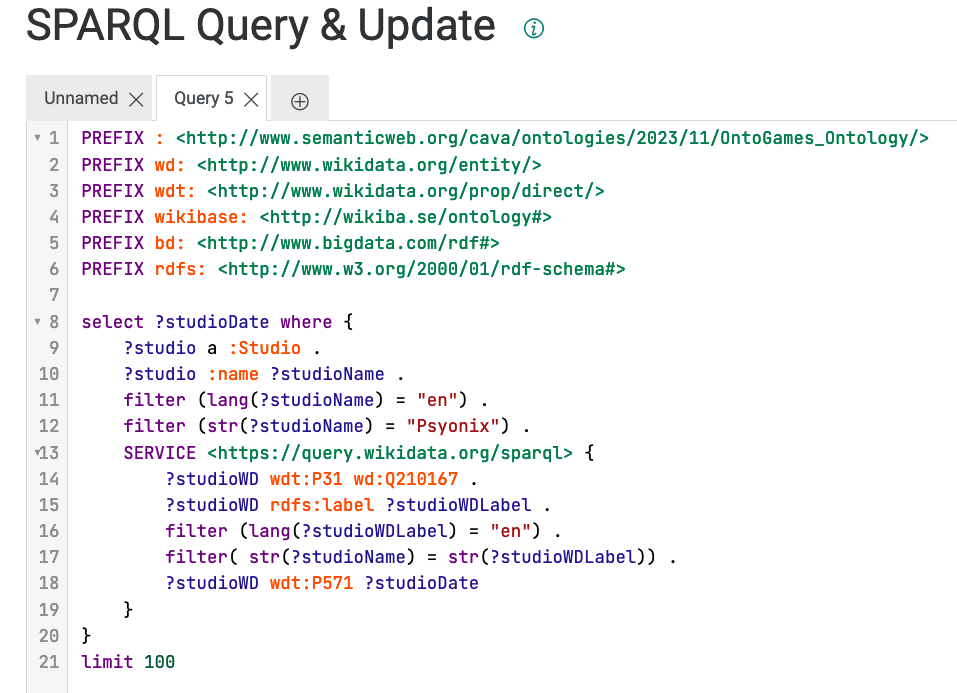 SPARQL Query & Update
Unnamed Query 5
1 PREFIX : <http://www.semanticweb.org/cava/ontologies/2023/11/OntoGames_Ontology/>
2 PREFIX wd: <http://www.wikidata.org/entity/>
3 PREFIX wdt: <http://www.wikidata.org/prop/direct/>
4 PREFIX wikibase: <http://wikiba.se/ontology#>
5 PREFIX bd: <http://www.bigdata.com/rdf#>
6 PREFIX rdfs: <http://www.w3.org/2000/01/rdf-schema#>
7
8 select ?studioDate where {
9 ?studio a :Studio .
10 ?studio :name ?studioName .
11 filter (lang(?studioName) = "en") .
12 filter (str(?studioName) = "Psyonix") .
13 SERVICE <https://query.wikidata.org/sparql> {
14 ?studioWD wdt:P31 wd:Q210167 .
15 ?studioWD rdfs:label ?studioWDLabel .
16 filter (lang(?studioWDLabel) = "en") .
17 filter( str(?studioName) = str(?studioWDLabel)) .
18 ?studioWD wdt:P571 ?studioDate
19 }
20 }
21 limit 100